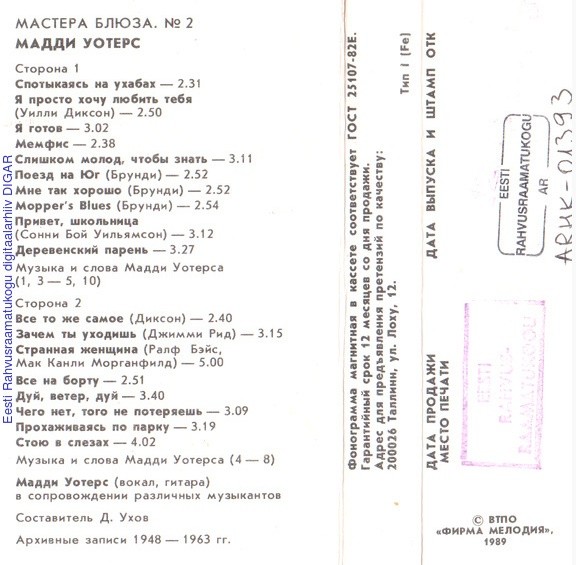 МАСТЕРА БЛЮЗА. № 2
МАДДИ УОТЕРС
Сторона 1
Спотыкаясь на ухабах — 2.31
Я просто хочу любить тебя
(Уилли Диксон) — 2.50
Я готов — 3.02
Мемфис — 2.38
Слишком молод, чтобы знать — 3.11
Поезд на Юг (Брунди) — 2.52
Мне так хорошо (Брунди) — 2.52
Mopper's Blues (Брунди) — 2.54
Привет, школьница
(Сонни Бой Уильямсон) — 3.12
Деревенский парень — 3.27
Музыка и слова Мадди Уотерса
(1, 3 — 5, 10)
Сторона 2
Все то же самое (Диксон) — 2.40
Зачем ты уходишь (Джимми Рид) — 3.15
Странная женщина (Ралф Бэйс,
Мак Канли Морганфилд) — 5.00
Все на борту — 2.51
Дуй, ветер, дуй — 3.40
Чего нет, того не потеряешь — 3.09
Прохаживаясь по парку — 3.19
Стою в слезах — 4.02
Музыка и слова Мадди Уотерса (4 — 8)
Мадди Уотерс (вокал, гитара)
в сопровождении различных музыкантов
Составитель Д. Ухов
Архивные записи 1948 — 1963 гг.
Eesti Rahvusraamatukogu digitaalarhiiv DIGAR
Фонограмма магнитная в кассете соответствует ГОСТ 25107-82Е.
Гарантийный срок 12 месяцев со дня продажи.
Адрес для предъявления претензий по качеству:
200026 Таллинн, ул. Лоху, 12.
Тип I (Fe)
ДАТА ПРОДАЖИ
МЕСТО ПЕЧАТИ
ДАТА ВЫПУСКА И ШТАМП ОТК
EESTI
RAHVUSRAAMATUKOGU
AR
ARHK-01393
EESTI
RAHVUS-
RAAMATUKOGU
© ВТПО
«ФИРМА МЕЛОДИЯ»,
1989